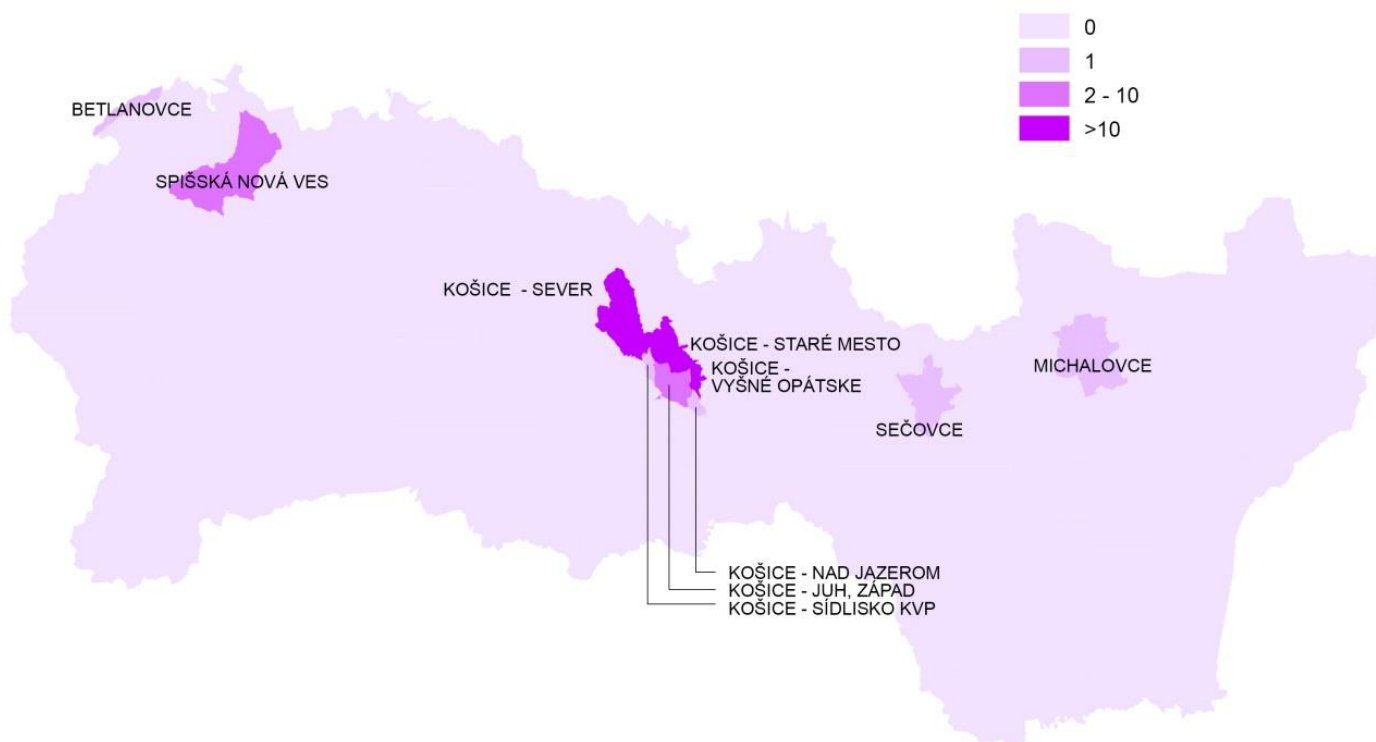 0
1
2 - 10
>10
BETLANOVCE
SPIŠSKÁ NOVÁ VES
KOŠICE - SEVER
KOŠICE - STARÉ MESTO
KOŠICE -
VYŠNÉ OPÁTSKE
MICHALOVCE
SEČOVCE
KOŠICE - NAD JAZEROM
KOŠICE - JUH, ZÁPAD
KOŠICE - SÍDLISKO KVP